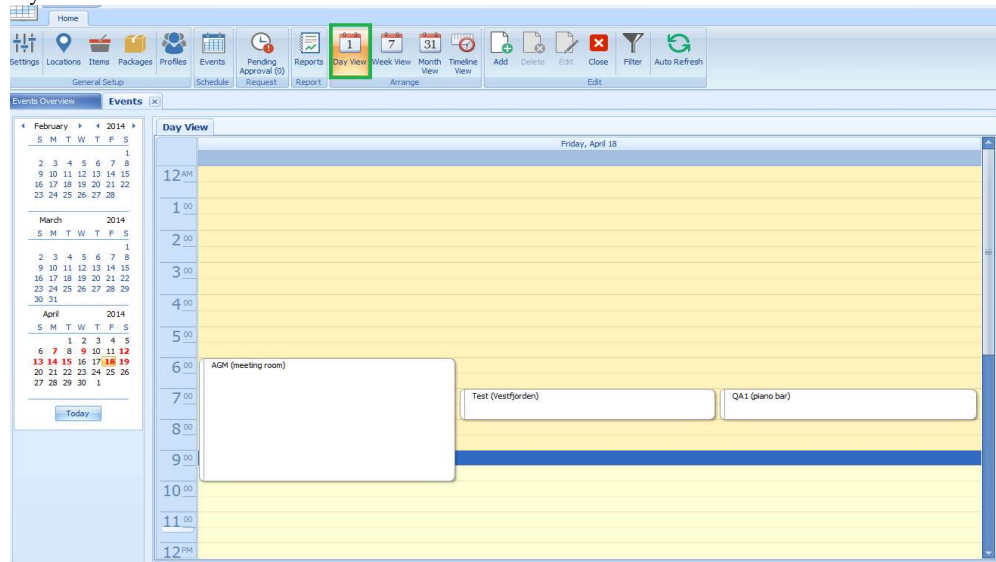 Home
Settings Locations Items Packages Profiles Events Pending Approval (0) Reports Day View Week View Month View Timeline View Add Delete Edit Close Filter Auto Refresh
General Setup Schedule Request Report Arrange Edit
Events Overview Events
February 2014 Day View
S M T W T F S Friday, April 18
1
2 3 4 5 6 7 8
9 10 11 12 13 14 15 12 AM
16 17 18 19 20 21 22
23 24 25 26 27 28
1 00
March 2014
S M T W T F S
1 2 00
2 3 4 5 6 7 8
9 10 11 12 13 14 15
16 17 18 19 20 21 22 3 00
23 24 25 26 27 28 29
30 31 4 00
April 2014
S M T W T F S
1 2 3 4 5 5 00
6 7 8 9 10 11 12
13 14 15 16 17 18 19
20 21 22 23 24 25 26 6 00 AGM (meeting room)
27 28 29 30 1
7 00 Test (Vestfjorden) QA1 (piano bar)
Today
8 00
9 00
10 00
11 00
12 PM